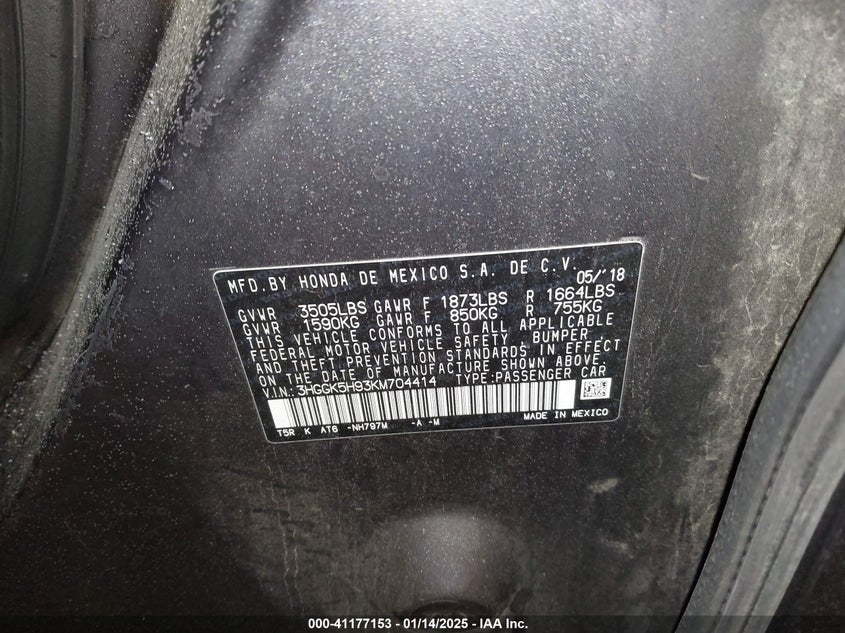 MFD. BY HONDA DE MEXICO S.A. DE C.V.
05/'18
GVWR 3505LBS GAWR F 1873LBS R 1664LBS
GVWR 1590KG GAWR F 850KG R 755KG
THIS VEHICLE CONFORMS TO ALL APPLICABLE
FEDERAL MOTOR VEHICLE SAFETY, BUMPER
AND THEFT PREVENTION STANDARDS IN EFFECT
ON THE DATE OF MANUFACTURE SHOWN ABOVE.
V.I.N.: 3HGGK5H93KM704414 TYPE:PASSENGER CAR
T5R K AT6 -NH797M -A -M MADE IN MEXICO
000-41177153 — 01/14/2025 — IAA Inc.